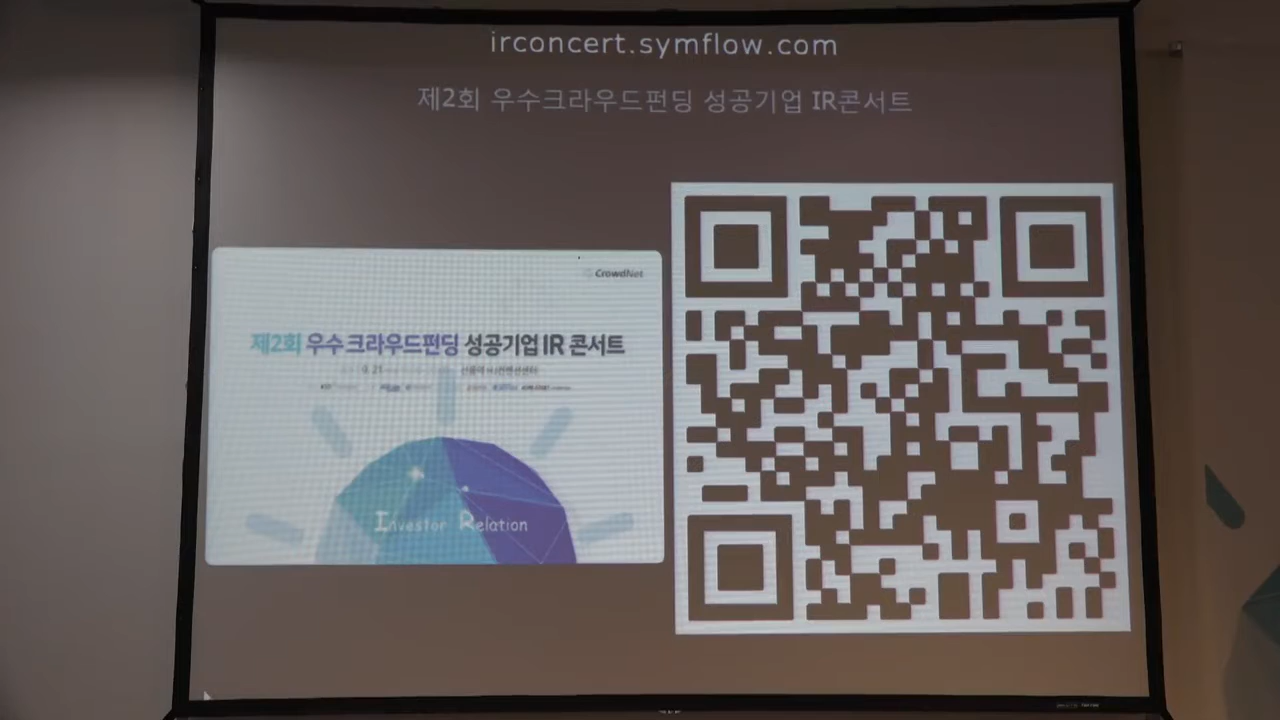 irconcert.symflow.com
제2회 우수크라우드펀딩 성공기업 IR콘서트
CrowdNet
제2회 우수 크라우드펀딩 성공기업 IR 콘서트
9. 21
Investor Relation